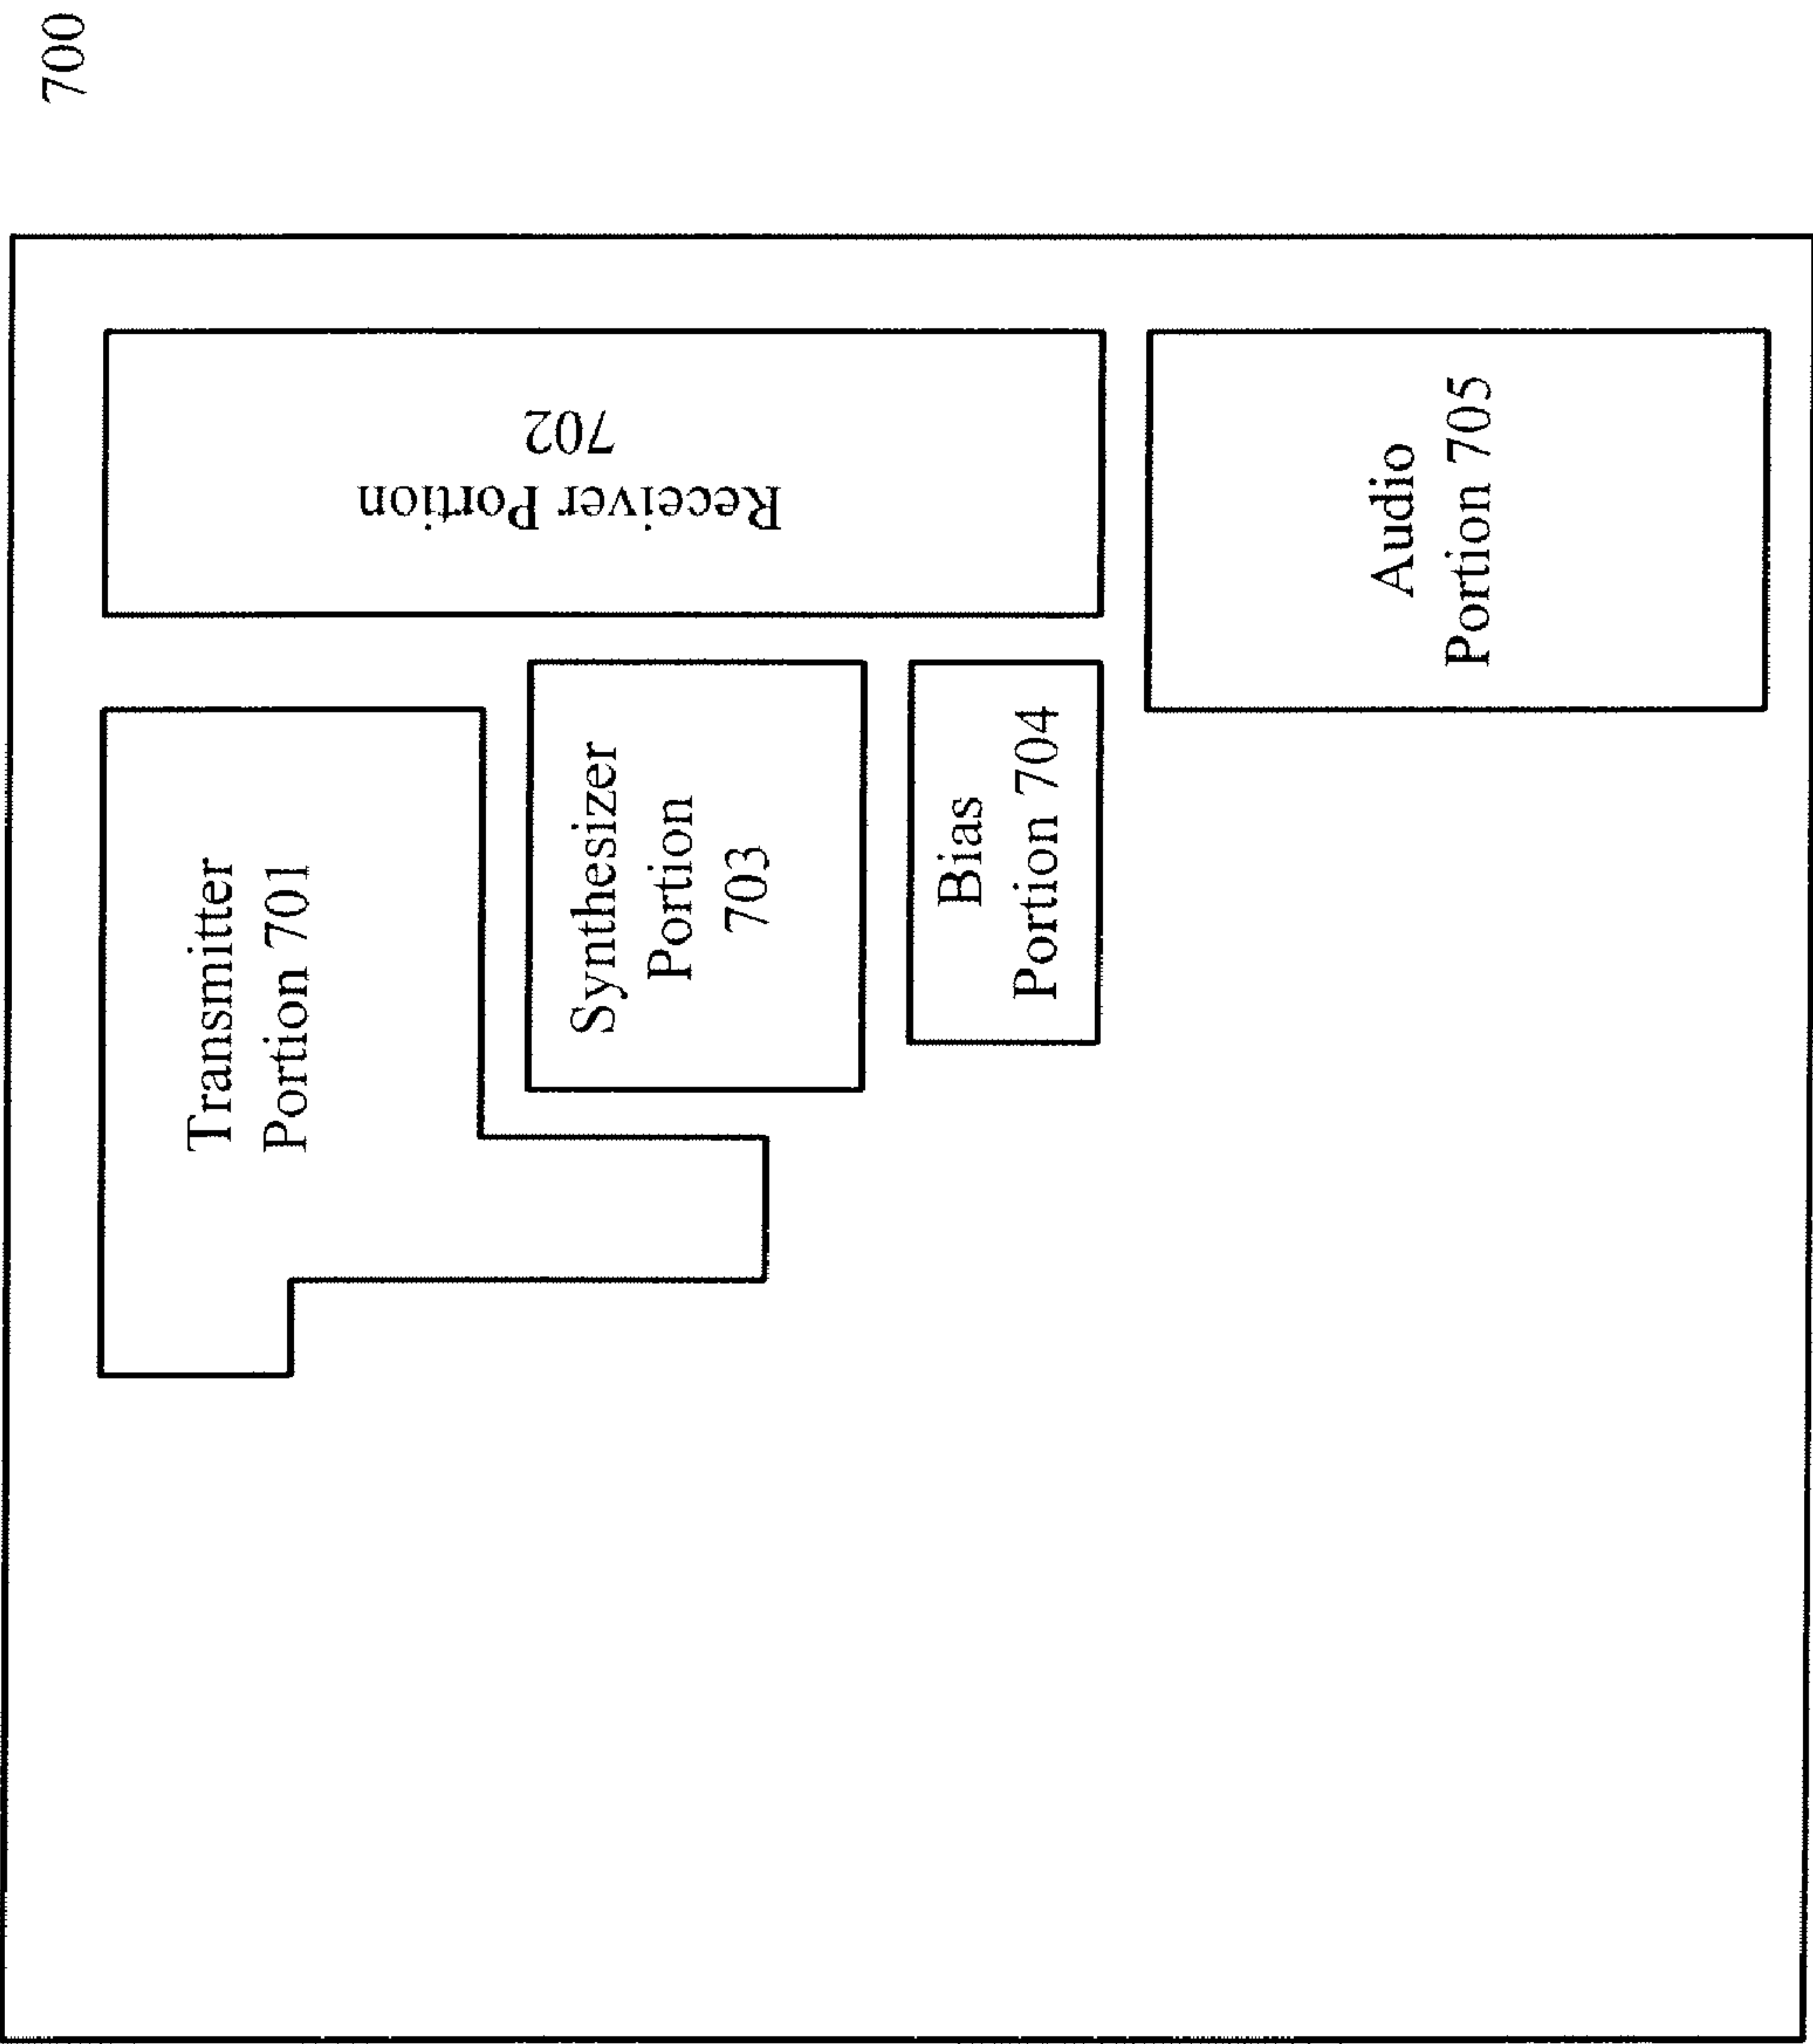 700
Transmitter
Portion 701
Receiver Portion
702
Synthesizer
Portion
703
Bias
Portion 704
Audio
Portion 705